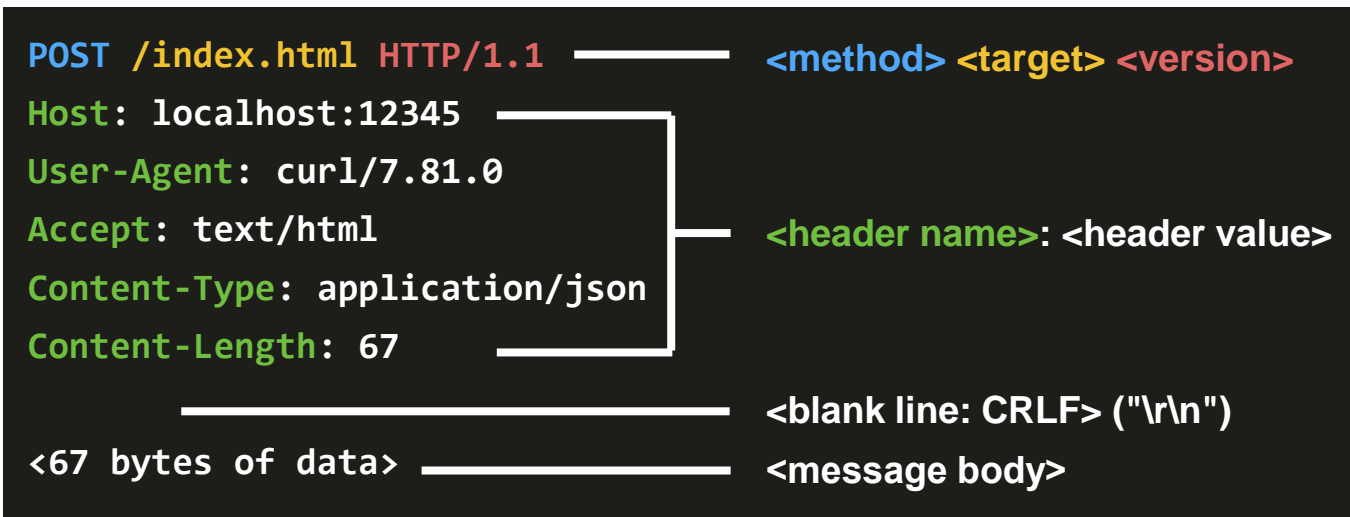 POST /index.html HTTP/1.1 <method> <target> <version>
Host: localhost:12345
User-Agent: curl/7.81.0
Accept: text/html <header name>: <header value>
Content-Type: application/json
Content-Length: 67
<blank line: CRLF> ("\r\n")
<67 bytes of data> <message body>